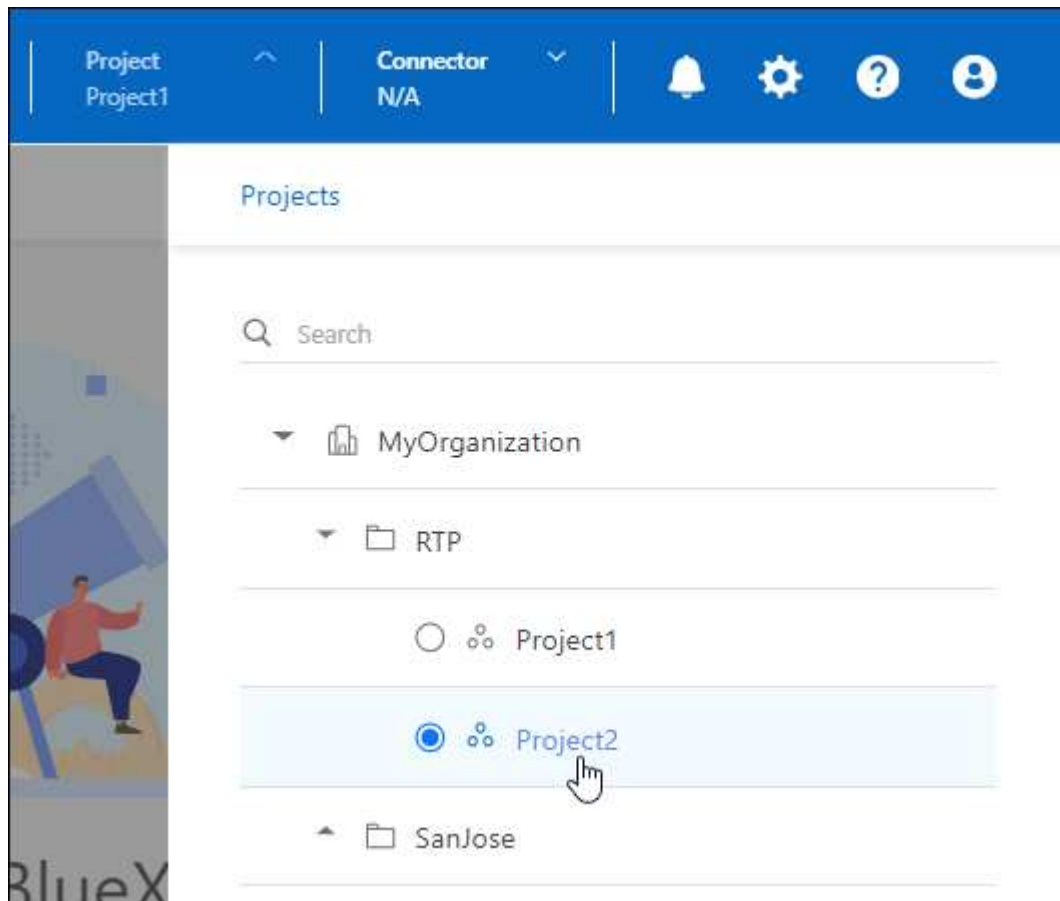 Project
Project1
Connector
N/A
Projects
Search
MyOrganization
RTP
Project1
Project2
SanJose
BlueX